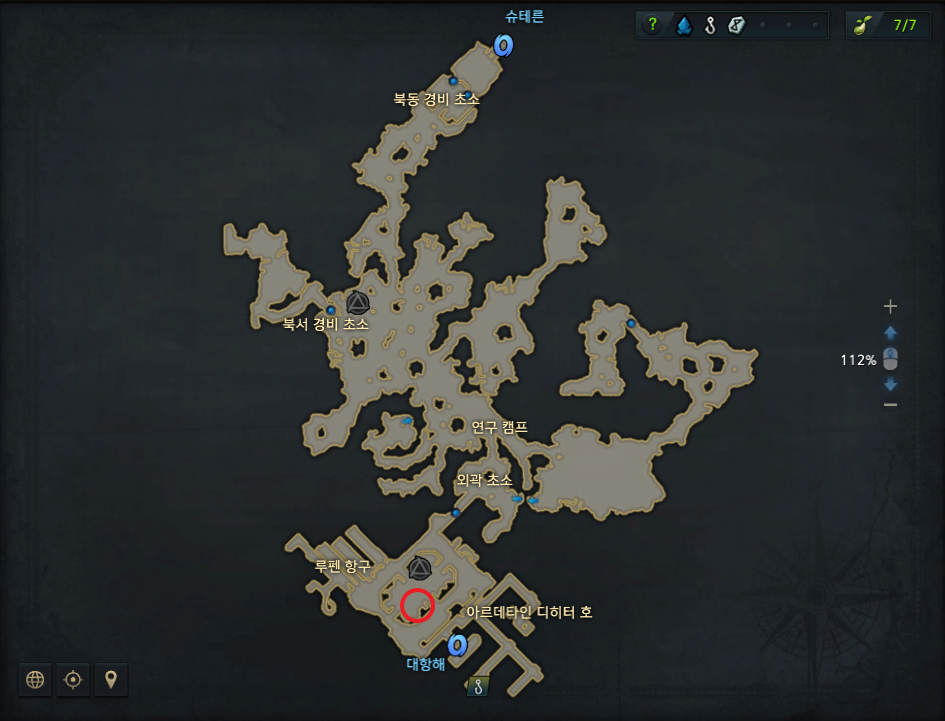 슈테른
? 7/7
북동 경비 초소
북서 경비 초소
112%
연구 캠프
외곽 초소
루펜 항구
아르데타인 디히터 호
대항해